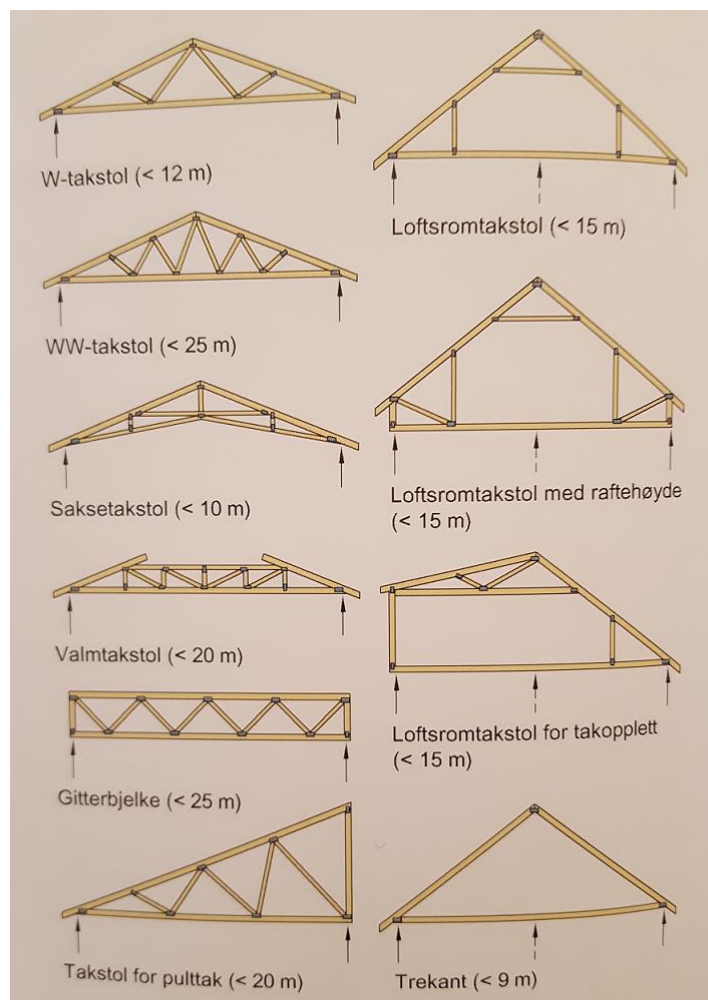 W-takstol (< 12 m)
WW-takstol (< 25 m)
Saksetakstol (< 10 m)
Valmtakstol (< 20 m)
Gitterbjelke (< 25 m)
Takstol for pulttak (< 20 m)
Loftsromtakstol (< 15 m)
Loftsromtakstol med raftehøyde
(< 15 m)
Loftsromtakstol for takopplett
(< 15 m)
Trekant (< 9 m)